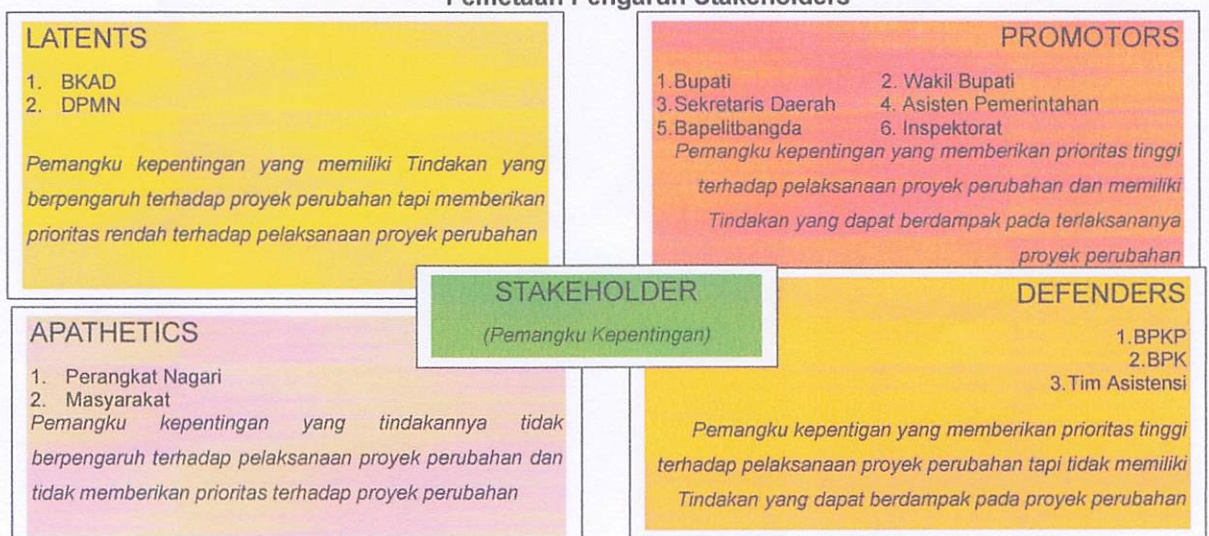 Pemetaan Pengaruh Stakeholders
LATENTS
1. BKAD
2. DPMN
Pemangku kepentingan yang memiliki Tindakan yang
berpengaruh terhadap proyek perubahan tapi memberikan
prioritas rendah terhadap pelaksanaan proyek perubahan
PROMOTORS
1.Bupati 2. Wakil Bupati
3.Sekretaris Daerah 4. Asisten Pemerintahan
5.Bapelitbangda 6. Inspektorat
Pemangku kepentingan yang memberikan prioritas tinggi
terhadap pelaksanaan proyek perubahan dan memiliki
Tindakan yang dapat berdampak pada terlaksananya
proyek perubahan
STAKEHOLDER
(Pemangku Kepentingan)
APATHETICS
1. Perangkat Nagari
2. Masyarakat
Pemangku kepentingan yang tindakannya tidak
berpengaruh terhadap pelaksanaan proyek perubahan dan
tidak memberikan prioritas terhadap proyek perubahan
DEFENDERS
1.BPKP
2.BPK
3.Tim Asistensi
Pemangku kepentigan yang memberikan prioritas tinggi
terhadap pelaksanaan proyek perubahan tapi tidak memiliki
Tindakan yang dapat berdampak pada proyek perubahan